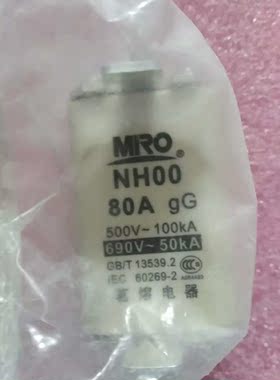 MRO®
NH00
80A gG
500V~ 100kA
690V~ 50kA
GB/T 13539.2
IEC 60269-2
茗熔电器